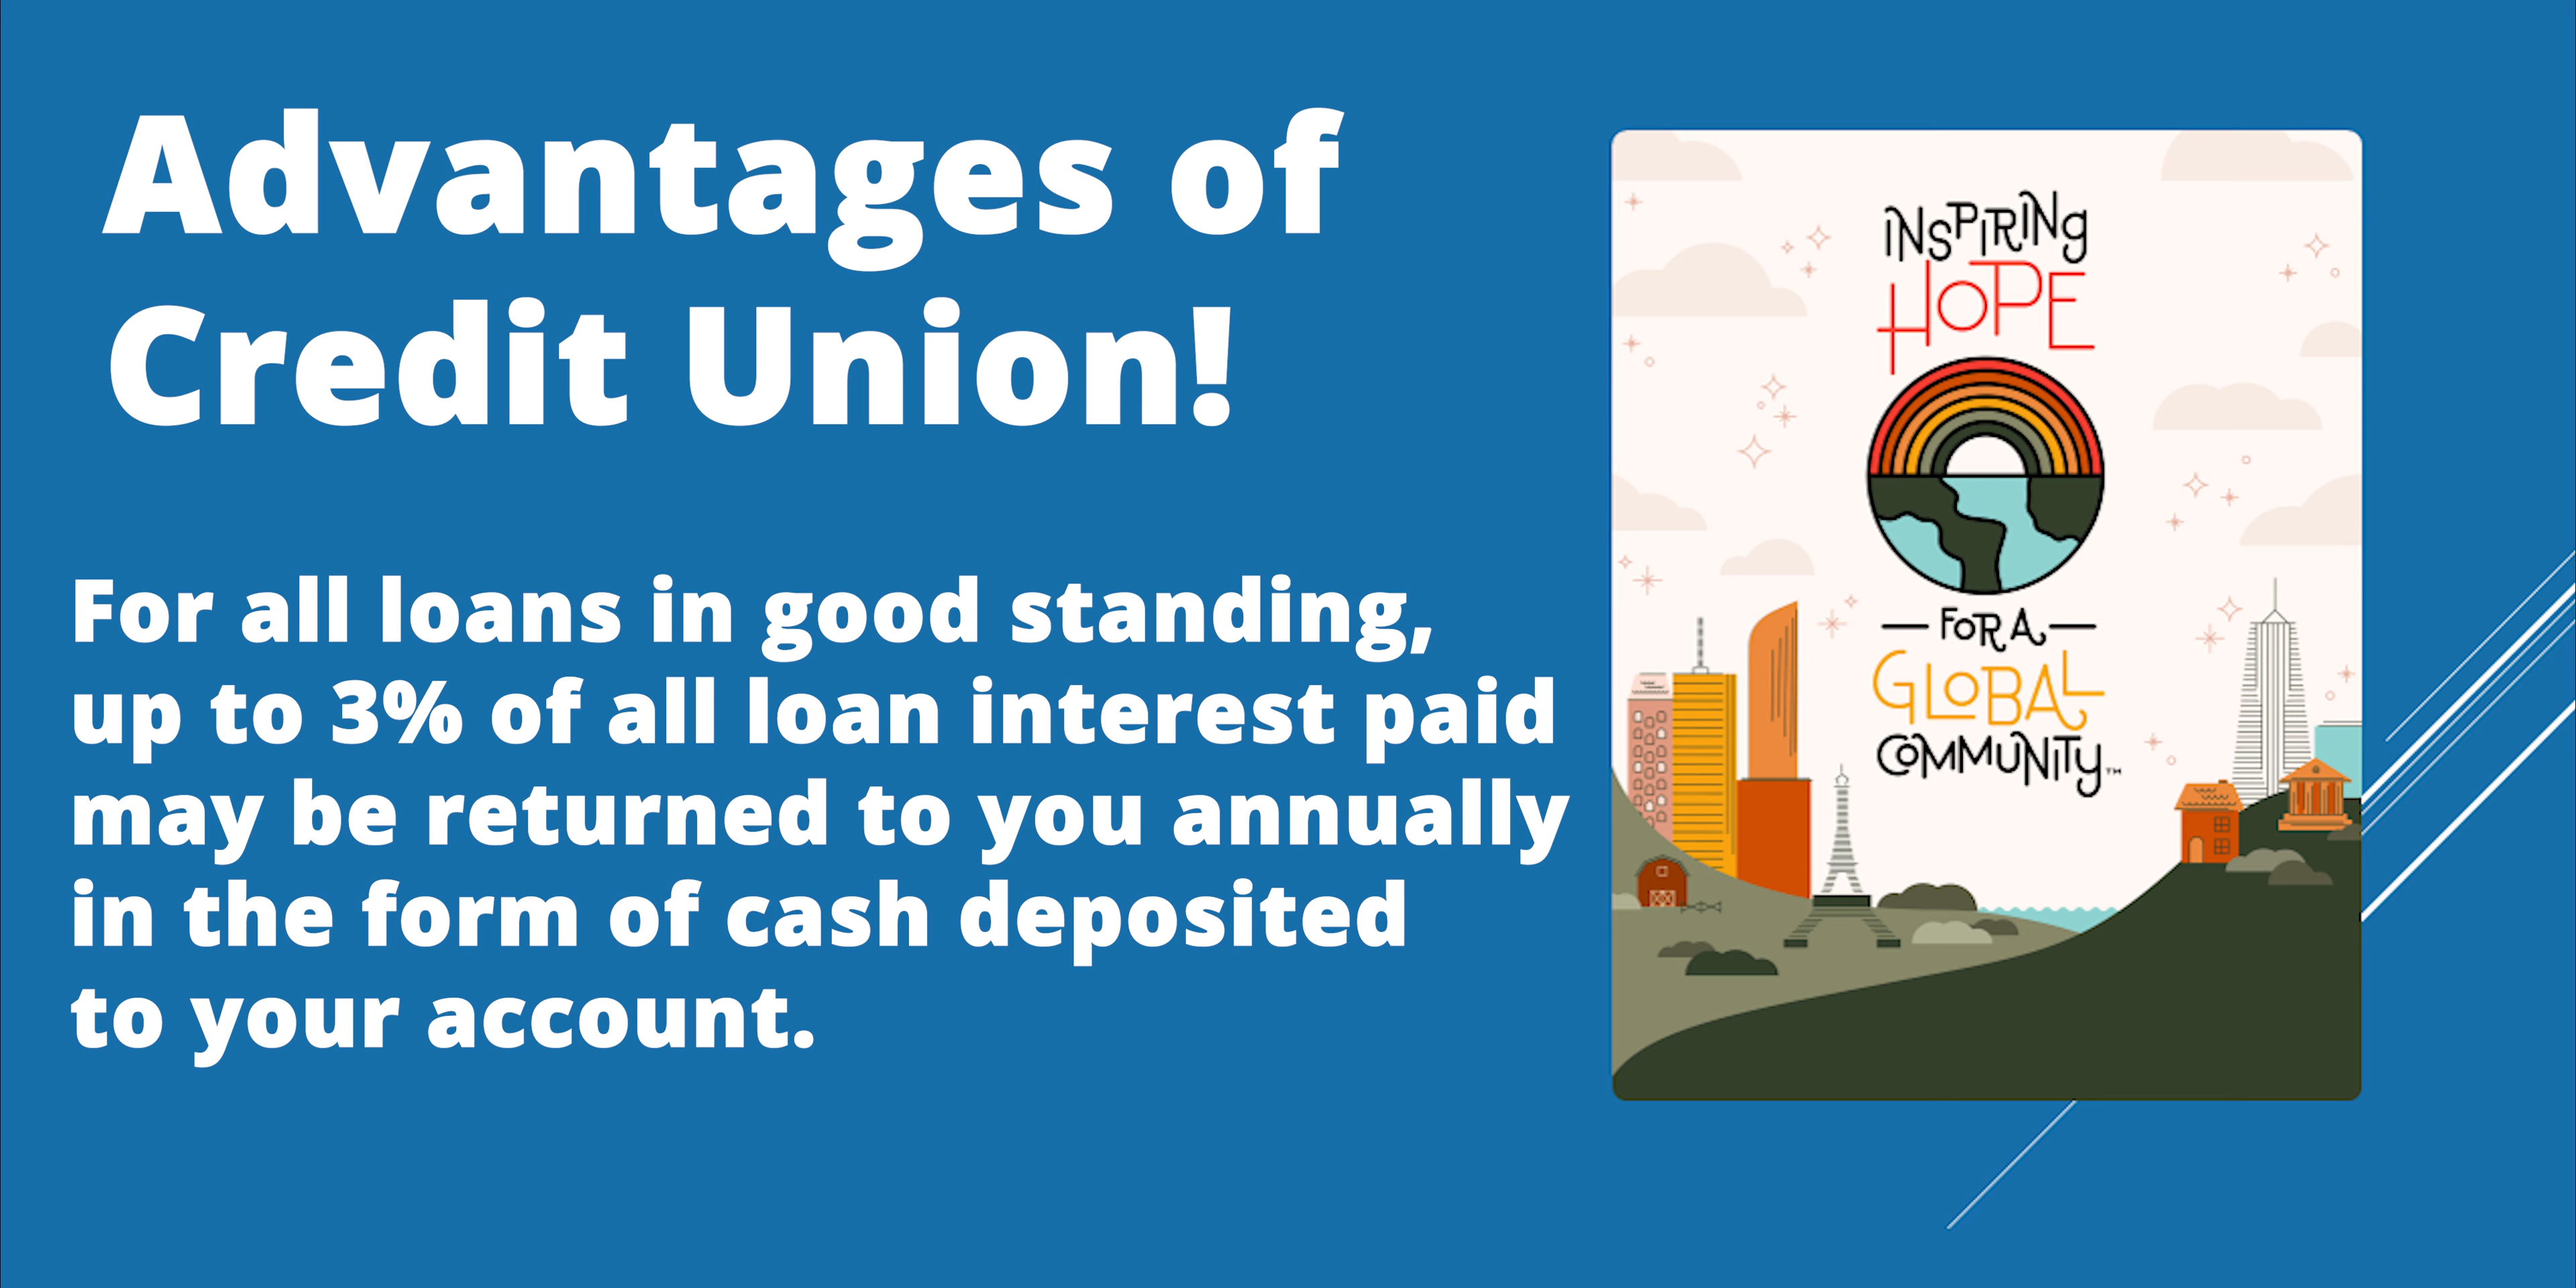 Advantages of
Credit Union!
For all loans in good standing,
up to 3% of all loan interest paid
may be returned to you annually
in the form of cash deposited
to your account.
INSPIRING
HOPE
FOR A
GLOBAL
COMMUNITY™